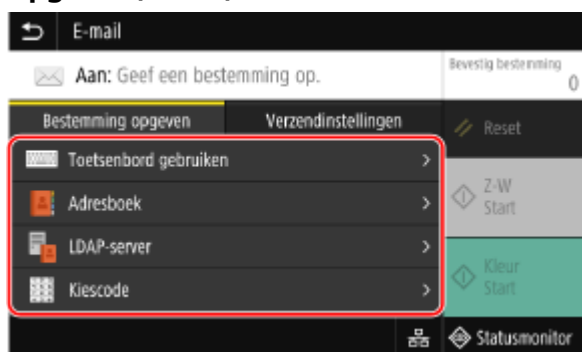 E-mail
Aan: Geef een bestemming op.
Bevestig bestemming
0
Bestemming opgeven
Verzendinstellingen
Reset
Toetsenbord gebruiken
Adresboek
LDAP-server
Kiescode
Z-W
Start
Kleur
Start
Statusmonitor